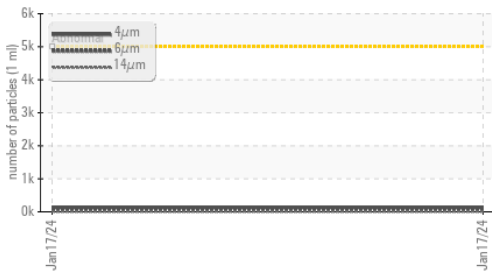 6k
5k
4k
3k
2k
1k
0k
number of particles (1 ml)
Abnormal
4μm
6μm
14μm
Jan17/24
Jan17/24